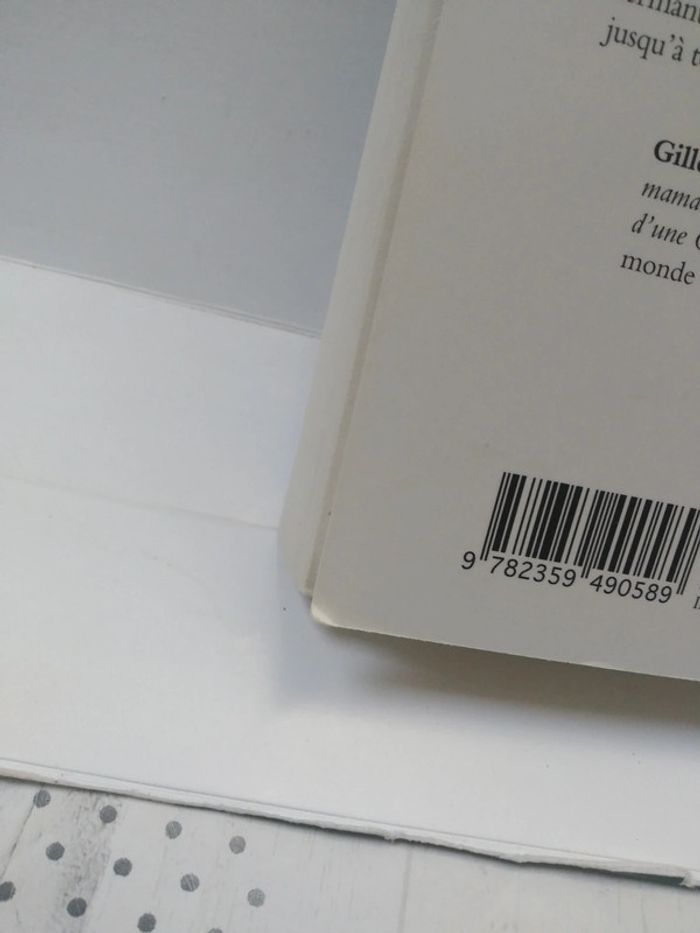 jusqu'à
Gill
mama
d'une
monde
9 782359 490589